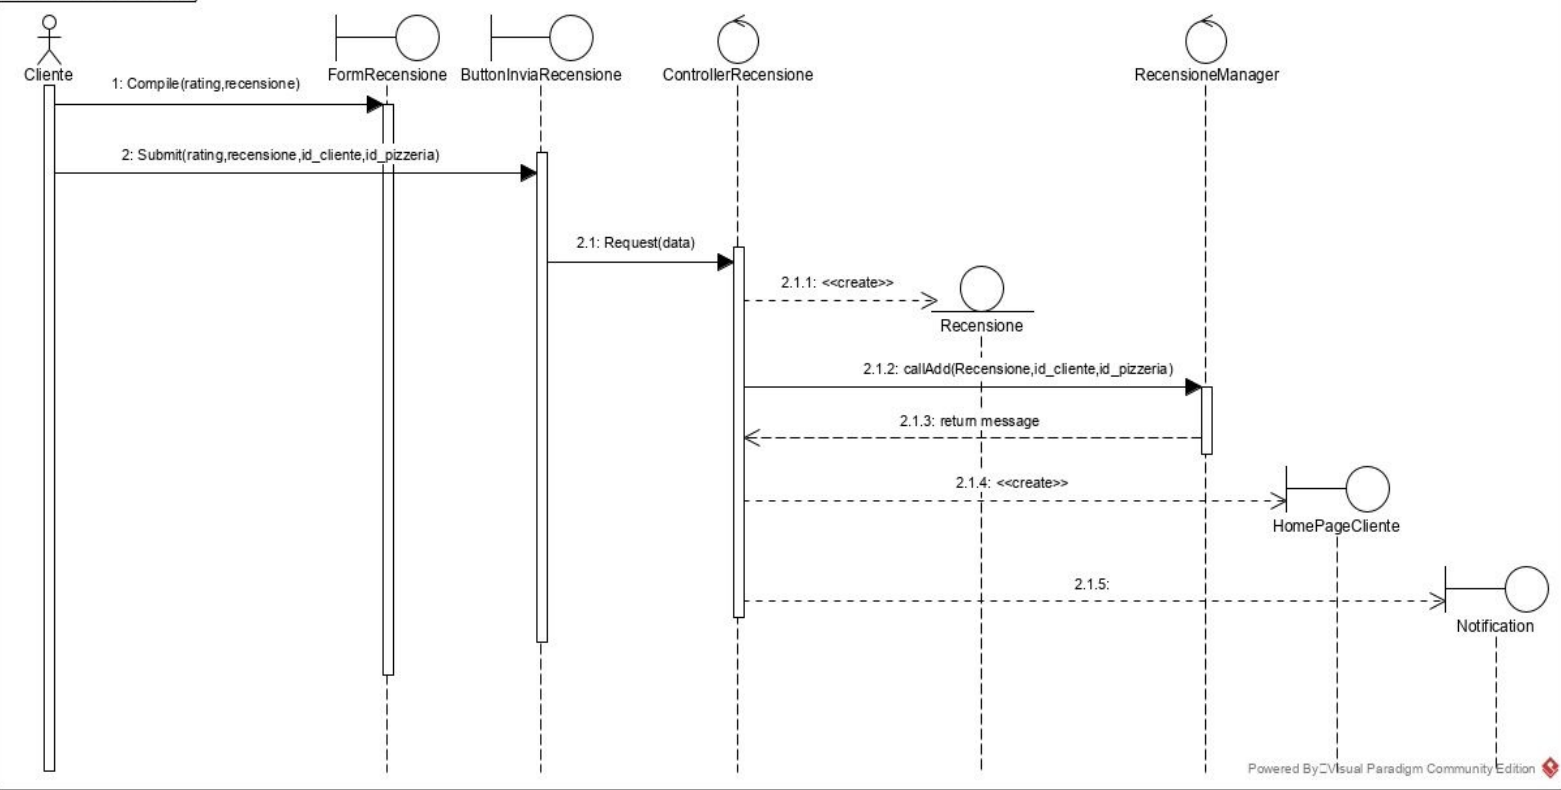 Cliente
FormRecensione
ButtonInviaRecensione
ControllerRecensione
RecensioneManager
1: Compile(rating,recensione)
2: Submit(rating,recensione,id_cliente,id_pizzeria)
2.1: Request(data)
2.1.1: <<create>>
Recensione
2.1.2: callAdd(Recensione,id_cliente,id_pizzeria)
2.1.3: return message
2.1.4: <<create>>
HomePageCliente
2.1.5:
Notification
Powered By Visual Paradigm Community Edition